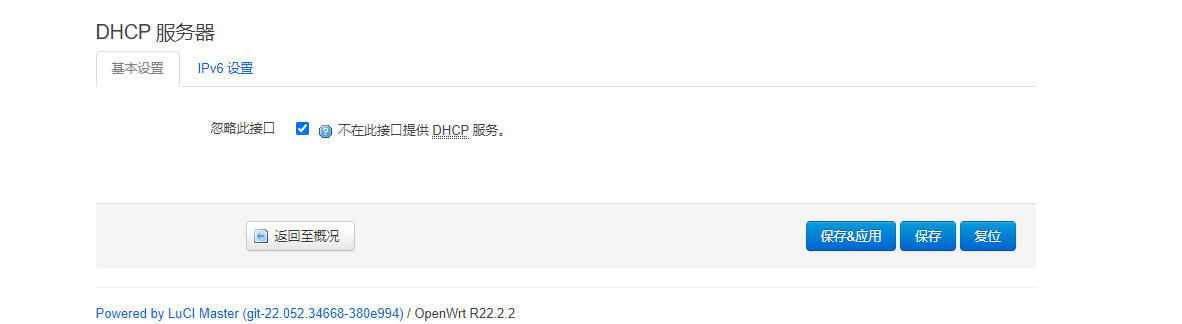 DHCP 服务器
基本设置 IPv6 设置
忽略此接口 不在此接口提供 DHCP 服务。
返回至概况 保存&应用 保存 复位
Powered by LuCI Master (git-22.052.34668-380e994) / OpenWrt R22.2.2